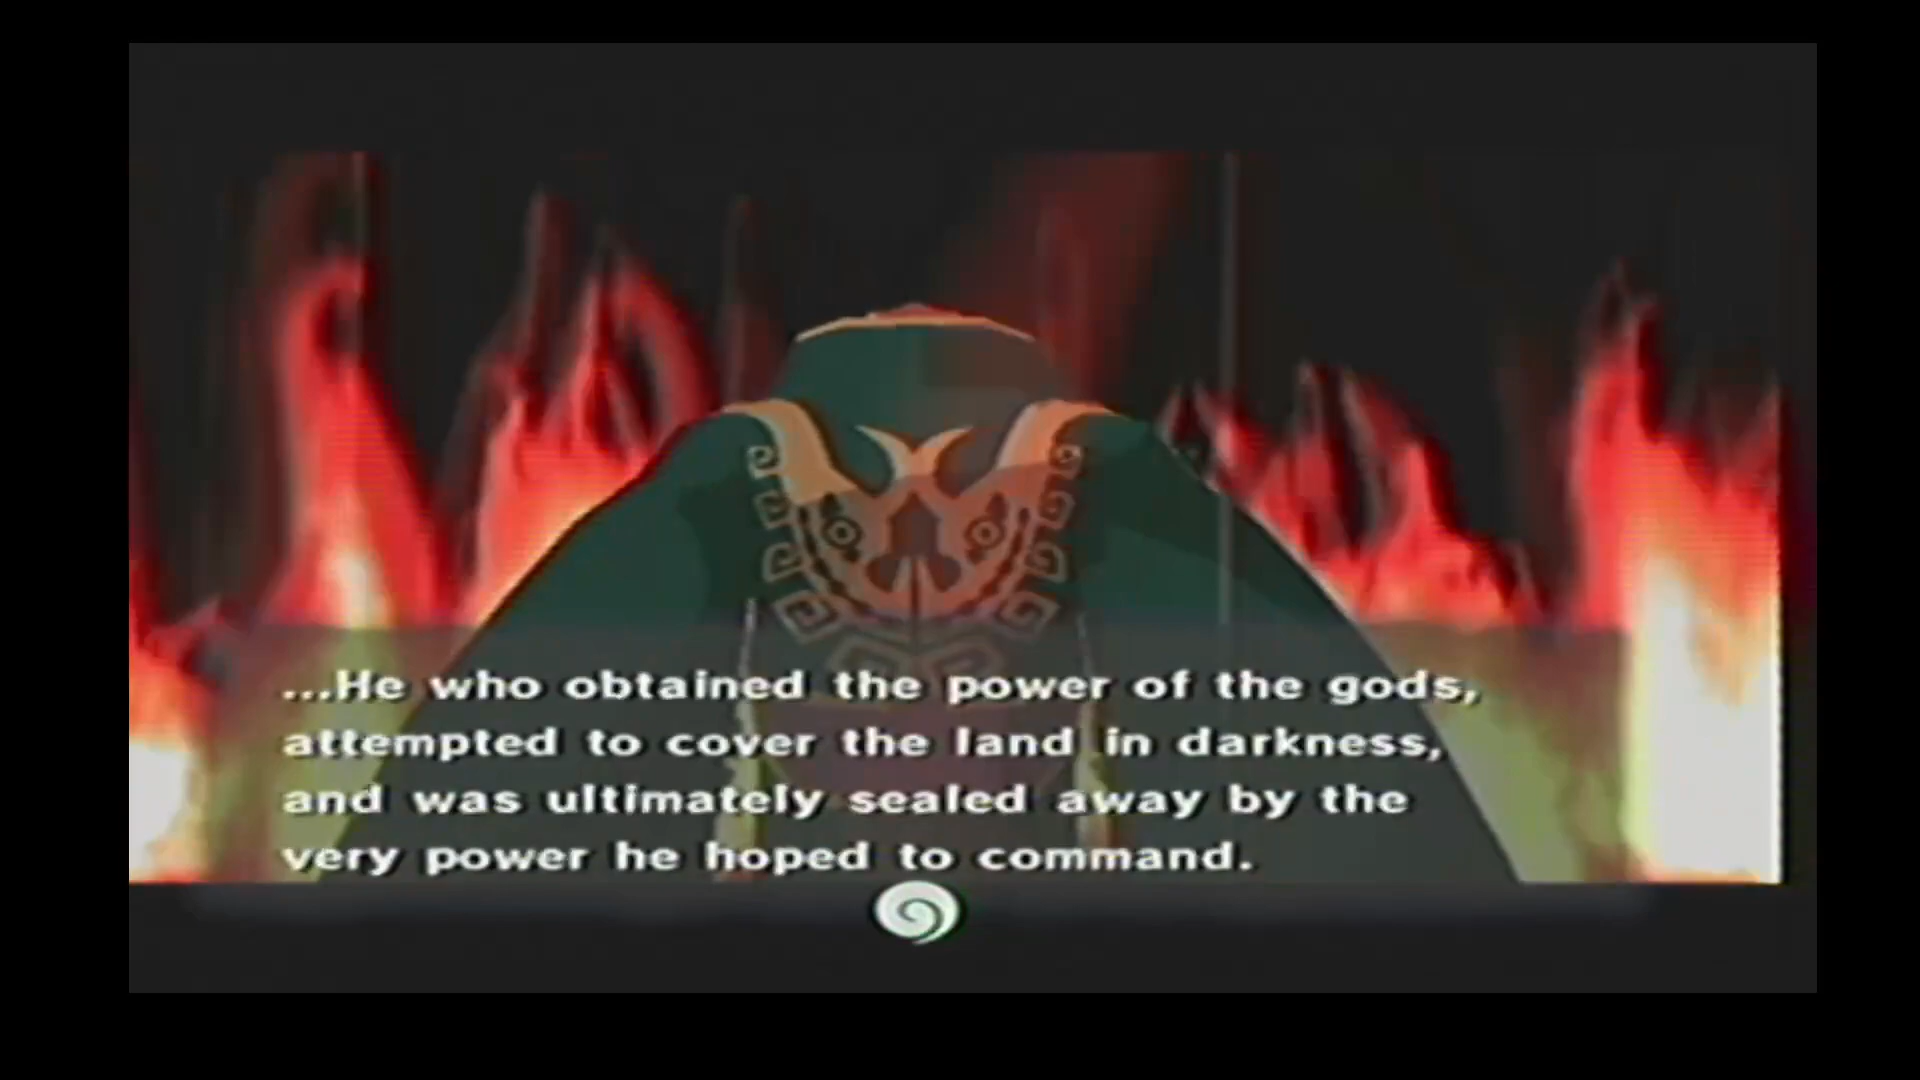 ...He who obtained the power of the gods,
attempted to cover the land in darkness,
and was ultimately sealed away by the
very power he hoped to command.